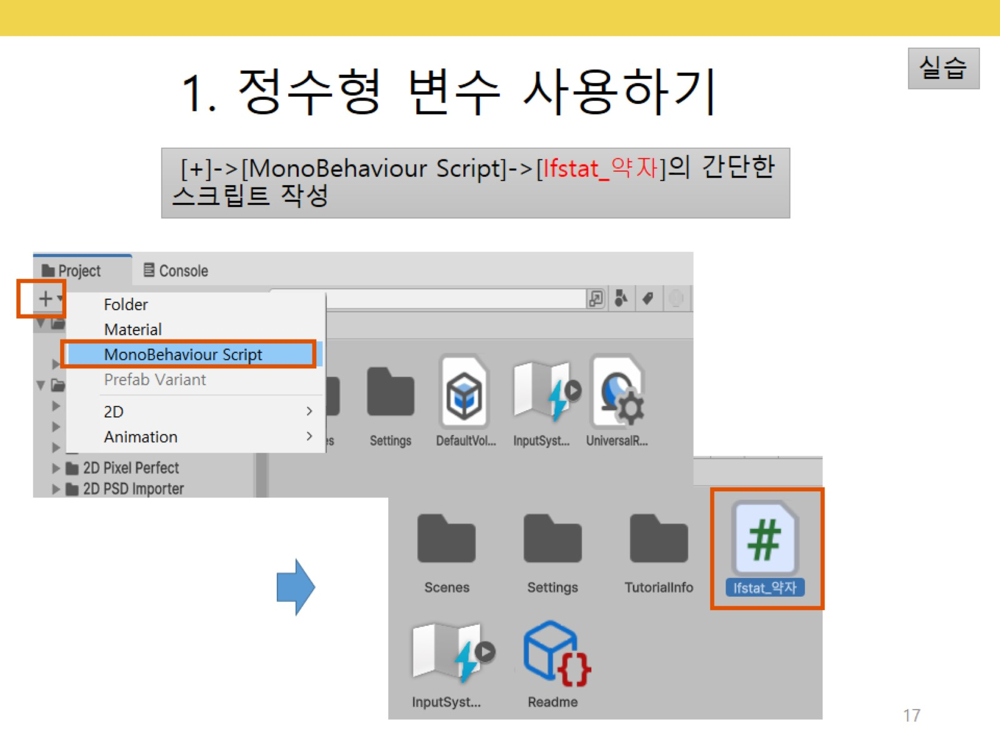 실습
1. 정수형 변수 사용하기
[+]->[MonoBehaviour Script]->[Ifstat_약자]의 간단한
스크립트 작성
Project
Console
+
Folder
Material
MonoBehaviour Script
Prefab Variant
2D
Animation
2D Pixel Perfect
2D PSD Importer
es
Settings
DefaultVol...
InputSyst...
UniversalR...
Scenes
Settings
TutorialInfo
#
Ifstat_약자
InputSyst...
{}
Readme
17